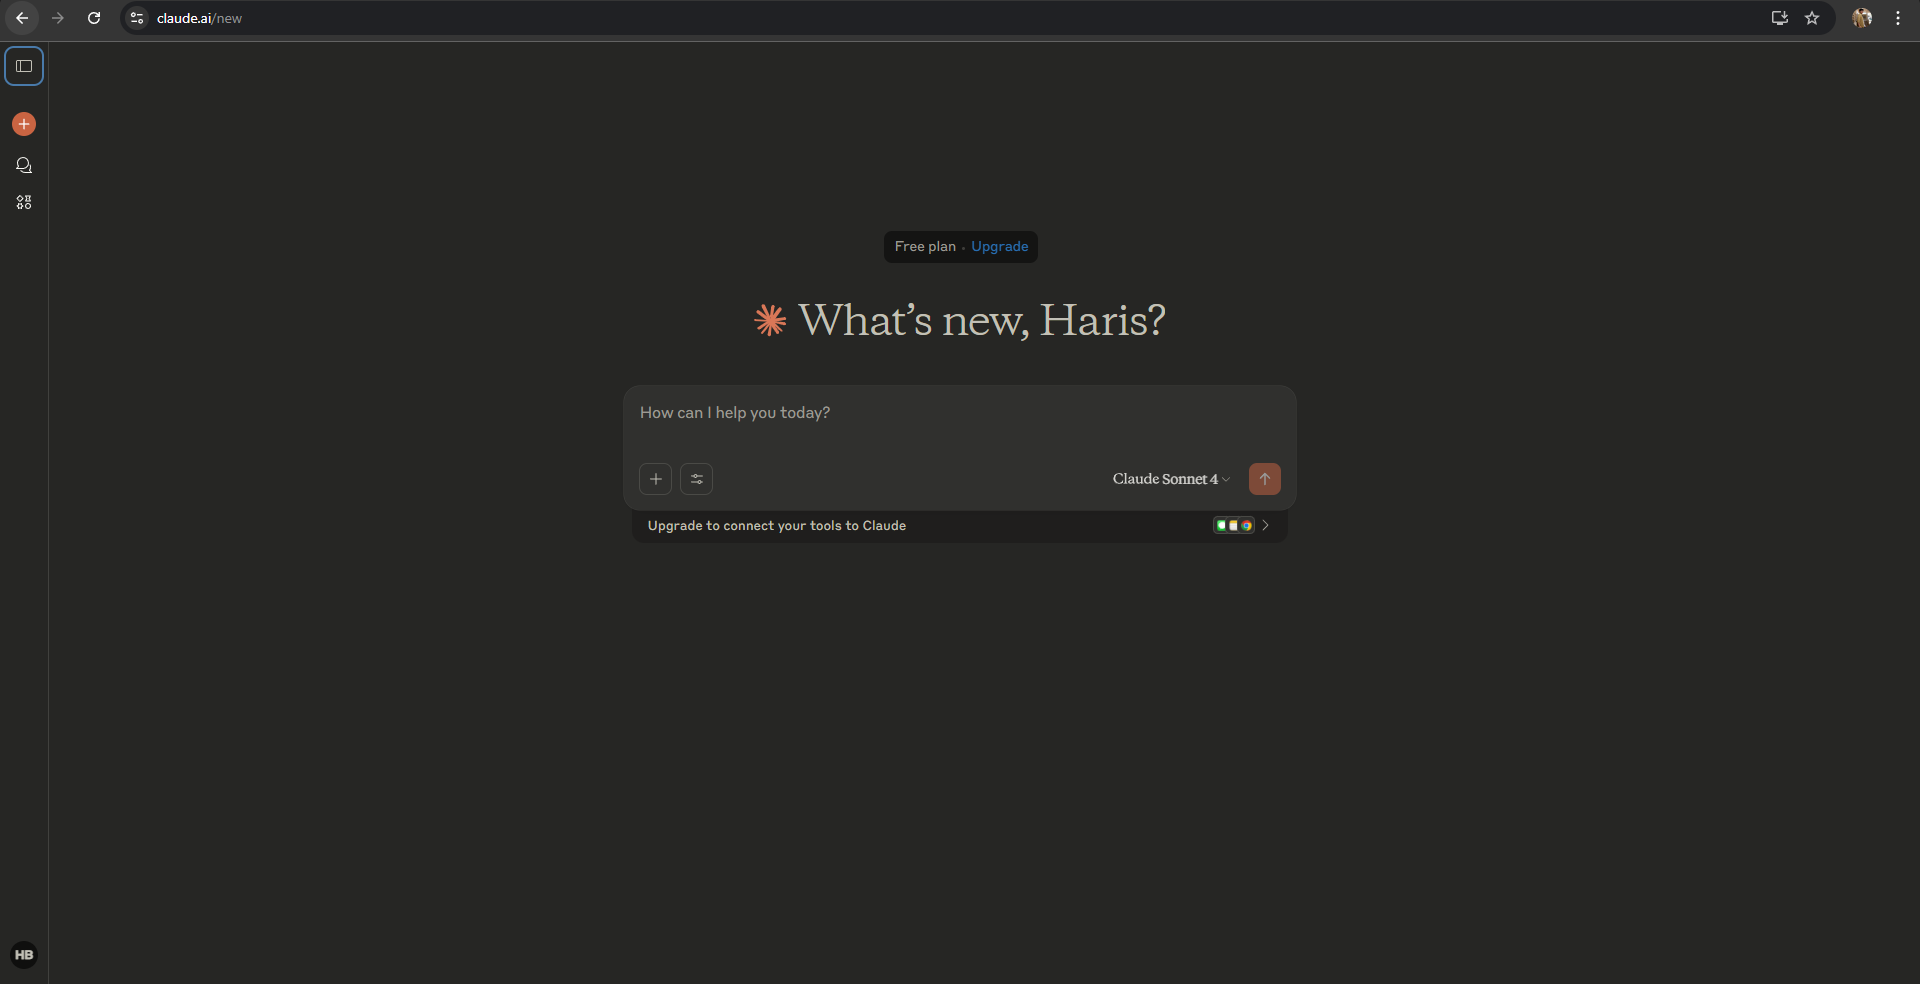 claude.ai/new
Free plan · Upgrade
What's new, Haris?
How can I help you today?
Claude Sonnet 4
Upgrade to connect your tools to Claude
HB